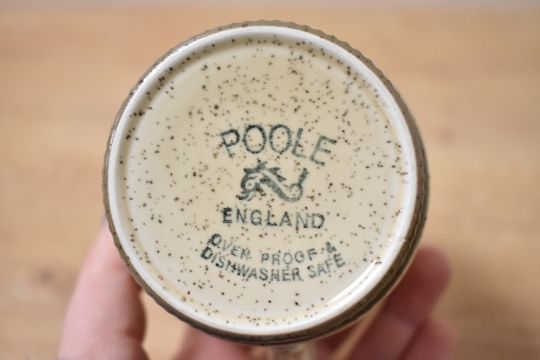 POOLE
ENGLAND
OVEN PROOF &
DISHWASHER SAFE